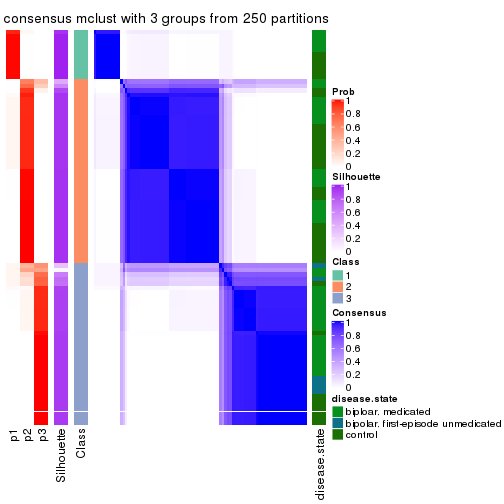 consensus mclust with 3 groups from 250 partitions
Prob
1
0.8
0.6
0.4
0.2
0
Silhouette
1
0.8
0.6
0.4
0.2
0
Class
1
2
3
Consensus
1
0.8
0.6
0.4
0.2
0
disease.state
biploar. medicated
bipolar. first-episode unmedicated
control
p1
p2
p3
Silhouette
Class
disease.state